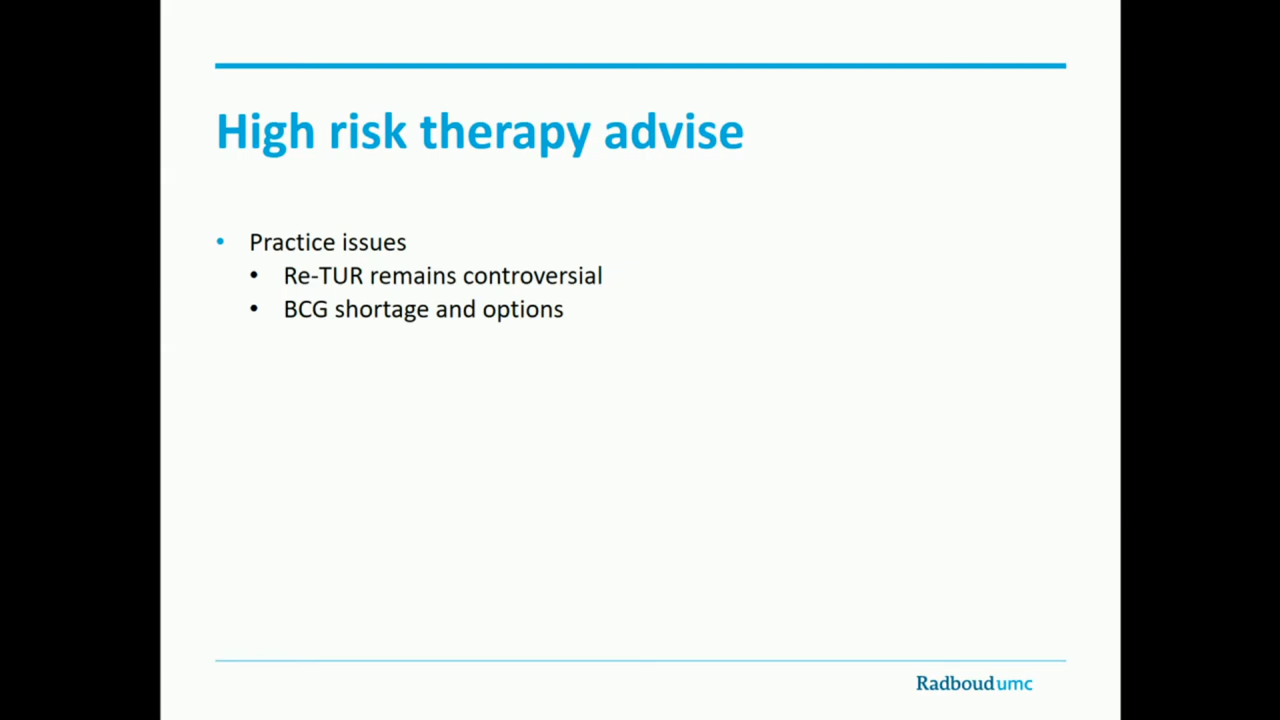 High risk therapy advise
• Practice issues
• Re-TUR remains controversial
• BCG shortage and options
Radboudumc